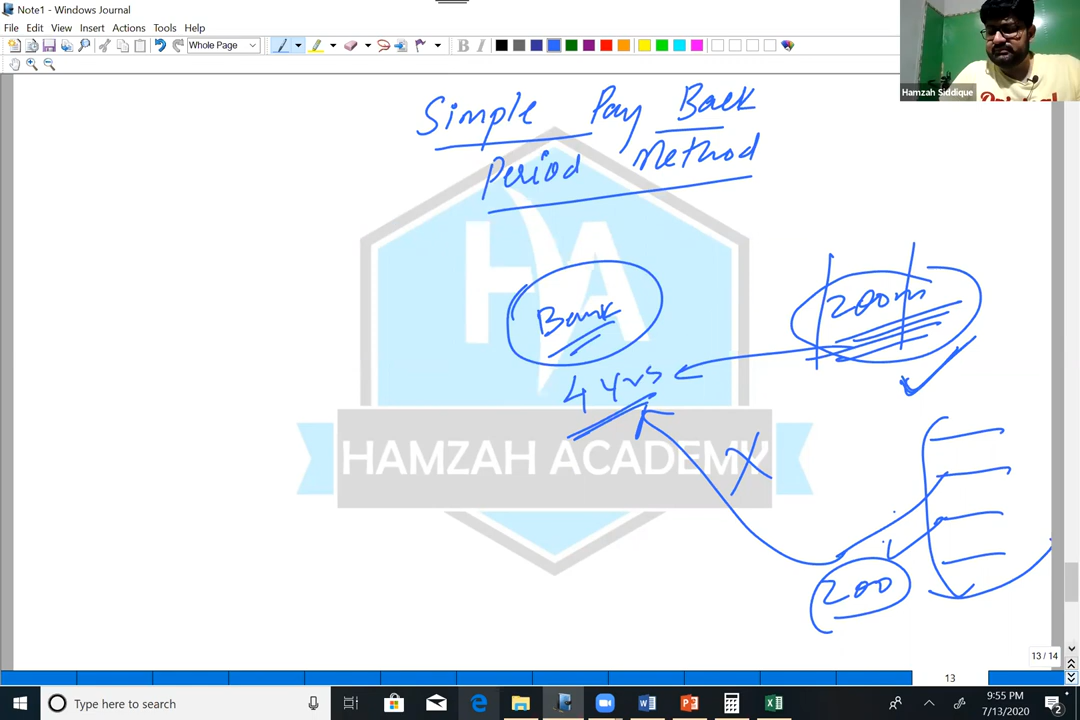 Note1 - Windows Journal
File Edit View Insert Actions Tools Help
Whole Page
B I
Hamzah Siddique
Simple Pay Back
Period Method
HA
Bank
200m
4 yrs
HAMZAH ACADEMY
X
200
13 / 14
13
Type here to search
9:55 PM
7/13/2020
2